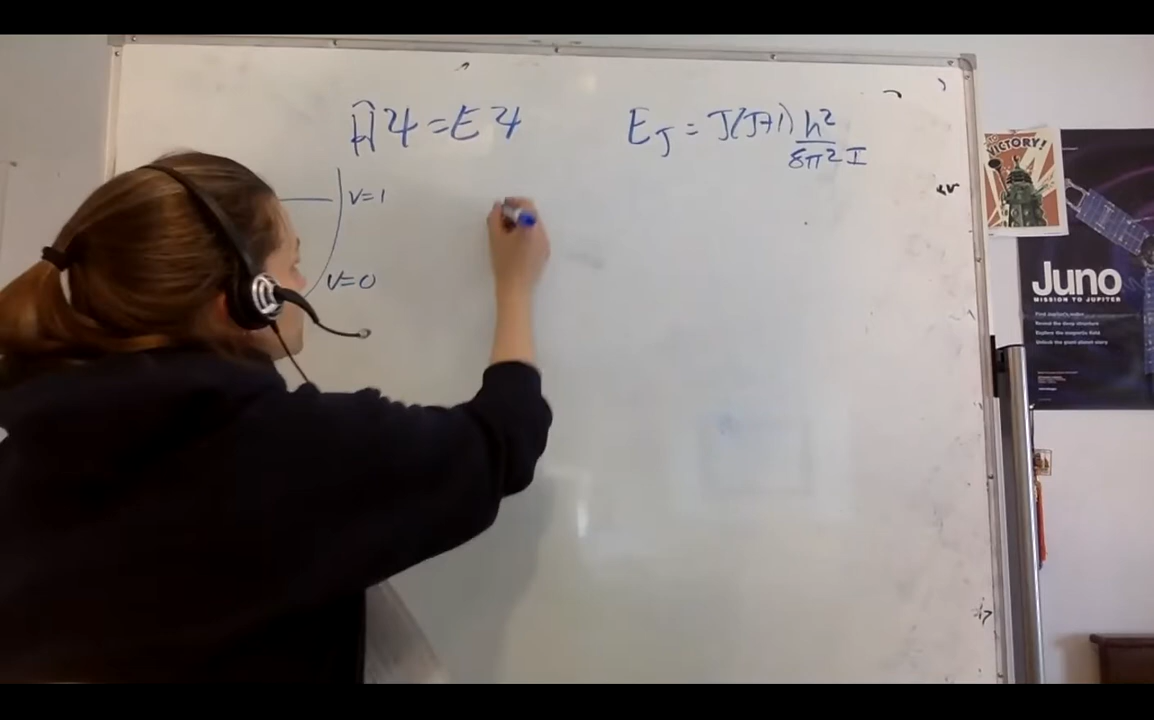 Ĥψ=Eψ
E_J = J(J+1) h²/8π²I
v=1
v=0
VICTORY!
Juno
MISSION TO JUPITER